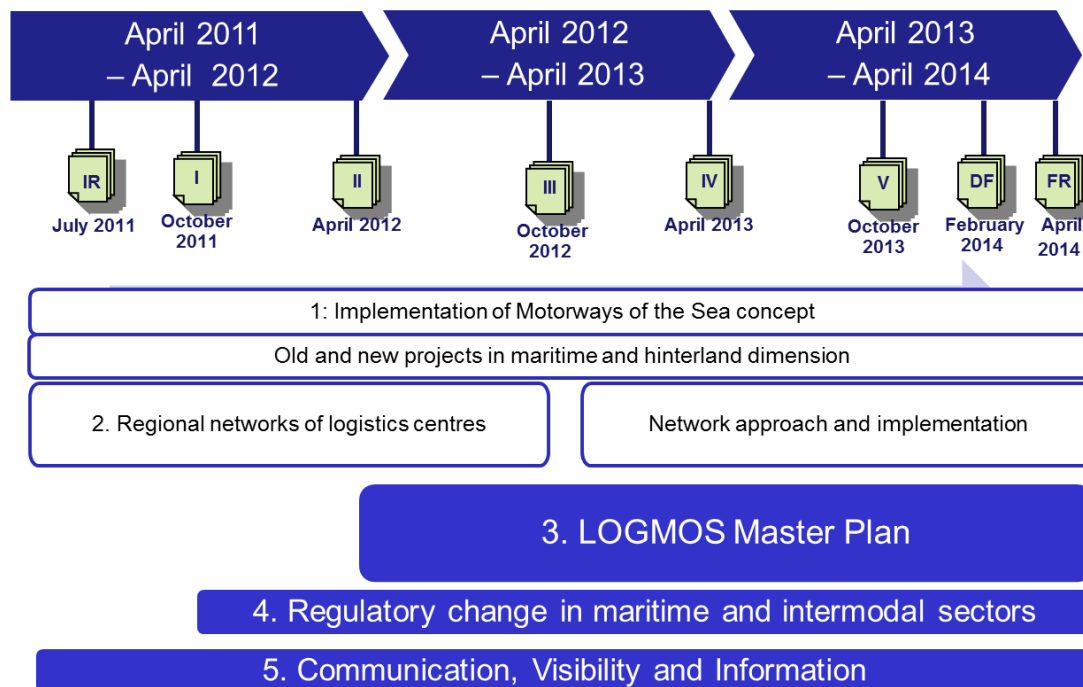 April 2011
– April 2012
April 2012
– April 2013
April 2013
– April 2014
IR
I
II
III
IV
V
DF
FR
July 2011
October
2011
April 2012
October
2012
April 2013
October
2013
February
2014
April
2014
1: Implementation of Motorways of the Sea concept
Old and new projects in maritime and hinterland dimension
2. Regional networks of logistics centres
Network approach and implementation
3. LOGMOS Master Plan
4. Regulatory change in maritime and intermodal sectors
5. Communication, Visibility and Information